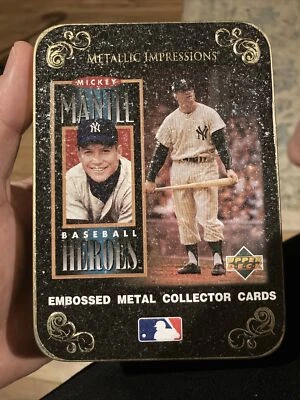 METALLIC IMPRESSIONS®
MICKEY
MANTLE
BASEBALL
HEROES
UPPER
DECK
EMBOSSED METAL COLLECTOR CARDS